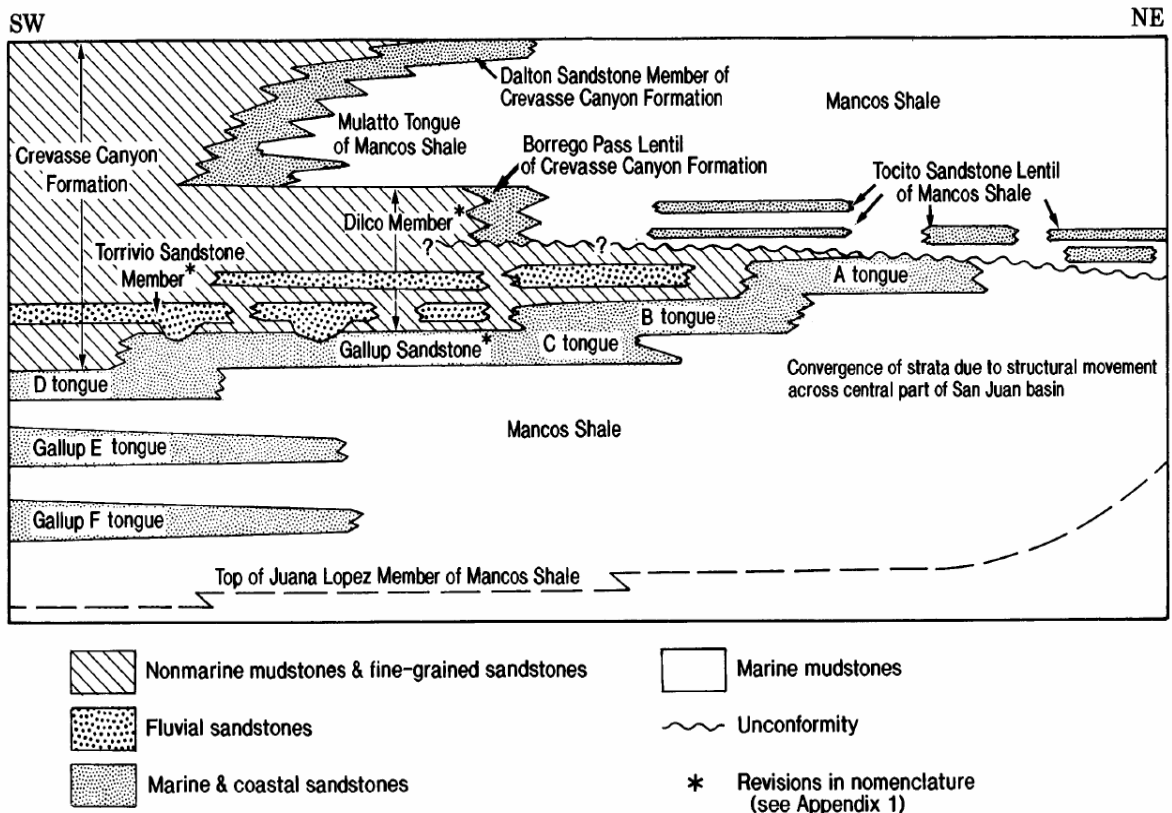 SW
NE
Dalton Sandstone Member of
Crevasse Canyon Formation
Mancos Shale
Mulatto Tongue
of Mancos Shale
Borrego Pass Lentil
of Crevasse Canyon Formation
Crevasse Canyon
Formation
Tocito Sandstone Lentil
of Mancos Shale
Dilco Member*
?
?
Torrivio Sandstone
Member*
A tongue
B tongue
Gallup Sandstone*
C tongue
D tongue
Convergence of strata due to structural movement
across central part of San Juan basin
Mancos Shale
Gallup E tongue
Gallup F tongue
Top of Juana Lopez Member of Mancos Shale
Nonmarine mudstones & fine-grained sandstones
Marine mudstones
Fluvial sandstones
Unconformity
Marine & coastal sandstones
* Revisions in nomenclature
(see Appendix 1)